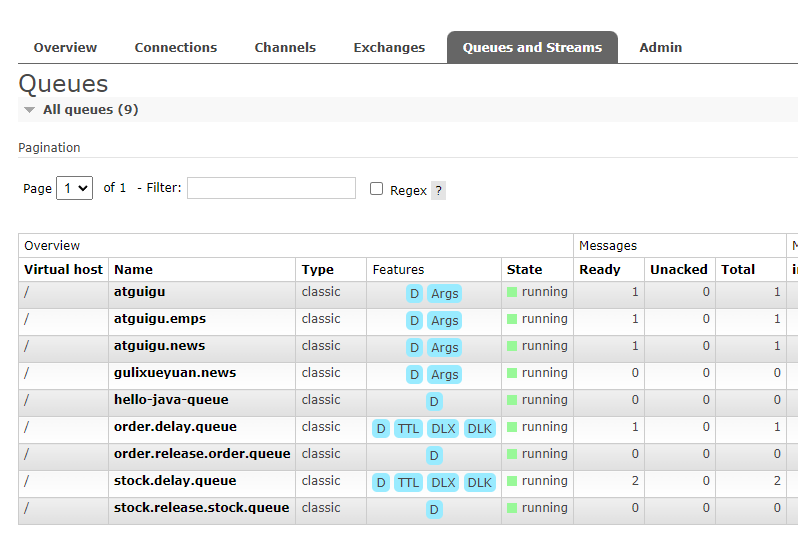 Overview Connections Channels Exchanges Queues and Streams Admin
Queues
All queues (9)
Pagination
Page 1 of 1 - Filter: Regex ?
Overview Messages
Virtual host Name Type Features State Ready Unacked Total
/ atguigu classic D Args running 1 0 1
/ atguigu.emps classic D Args running 1 0 1
/ atguigu.news classic D Args running 1 0 1
/ gulixueyuan.news classic D Args running 0 0 0
/ hello-java-queue classic D running 0 0 0
/ order.delay.queue classic D TTL DLX DLK running 1 0 1
/ order.release.order.queue classic D running 0 0 0
/ stock.delay.queue classic D TTL DLX DLK running 2 0 2
/ stock.release.stock.queue classic D running 0 0 0